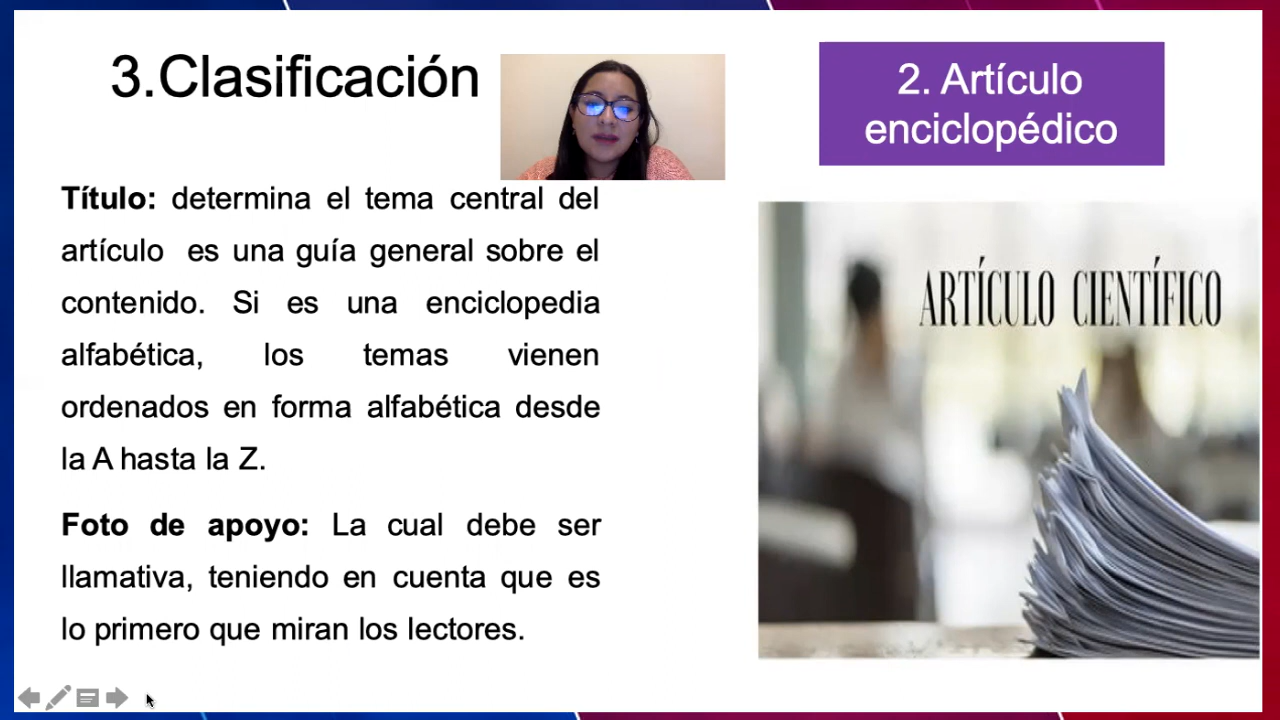 3.Clasificación
2. Artículo
enciclopédico
Título: determina el tema central del
artículo es una guía general sobre el
contenido. Si es una enciclopedia
alfabética, los temas vienen
ordenados en forma alfabética desde
la A hasta la Z.
Foto de apoyo: La cual debe ser
llamativa, teniendo en cuenta que es
lo primero que miran los lectores.
ARTÍCULO CIENTÍFICO